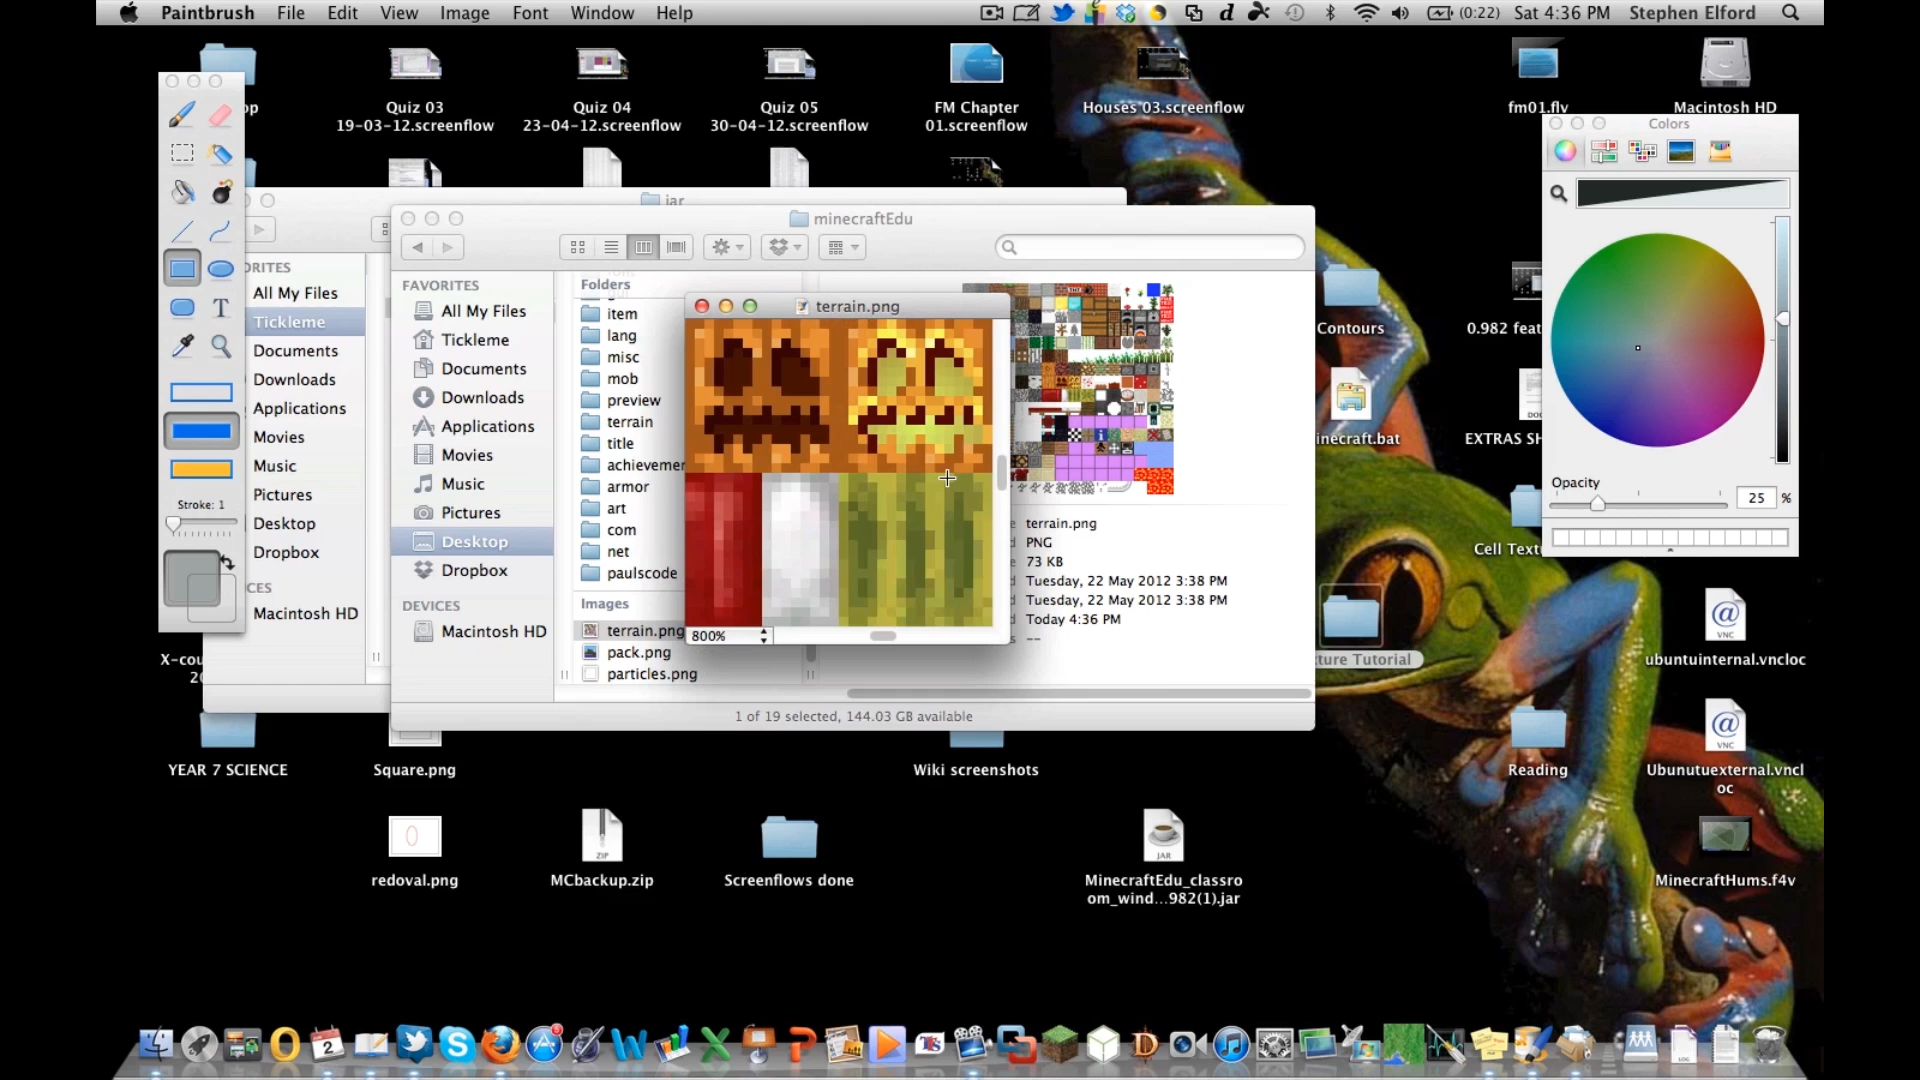 Paintbrush File Edit View Image Font Window Help
(0:22) Sat 4:36 PM Stephen Elford
Quiz 03
19-03-12.screenflow
Quiz 04
23-04-12.screenflow
Quiz 05
30-04-12.screenflow
FM Chapter
01.screenflow
Houses 03.screenflow
fm01.flv
Macintosh HD
Colors
Opacity
25 %
jar
All My Files
Tickleme
Documents
Downloads
Applications
Movies
Music
Pictures
Desktop
Dropbox
Macintosh HD
Stroke: 1
minecraftEdu
FAVORITES
All My Files
Tickleme
Documents
Downloads
Applications
Movies
Music
Pictures
Desktop
Dropbox
DEVICES
Macintosh HD
Folders
item
lang
misc
mob
preview
terrain
title
achievemer
armor
art
com
net
paulscode
Images
terrain.png
pack.png
particles.png
terrain.png
800%
terrain.png
PNG
73 KB
Tuesday, 22 May 2012 3:38 PM
Tuesday, 22 May 2012 3:38 PM
Today 4:36 PM
--
1 of 19 selected, 144.03 GB available
Contours
0.982 feat
inecraft.bat
EXTRAS SH
Cell Text
ture Tutorial
VNC
ubuntuinternal.vncloc
VNC
Ubunutuexternal.vncl
oc
X-cou
20
YEAR 7 SCIENCE
Square.png
Wiki screenshots
Reading
redoval.png
ZIP
MCbackup.zip
Screenflows done
JAR
MinecraftEdu_classro
om_wind...982(1).jar
MinecraftHums.f4v